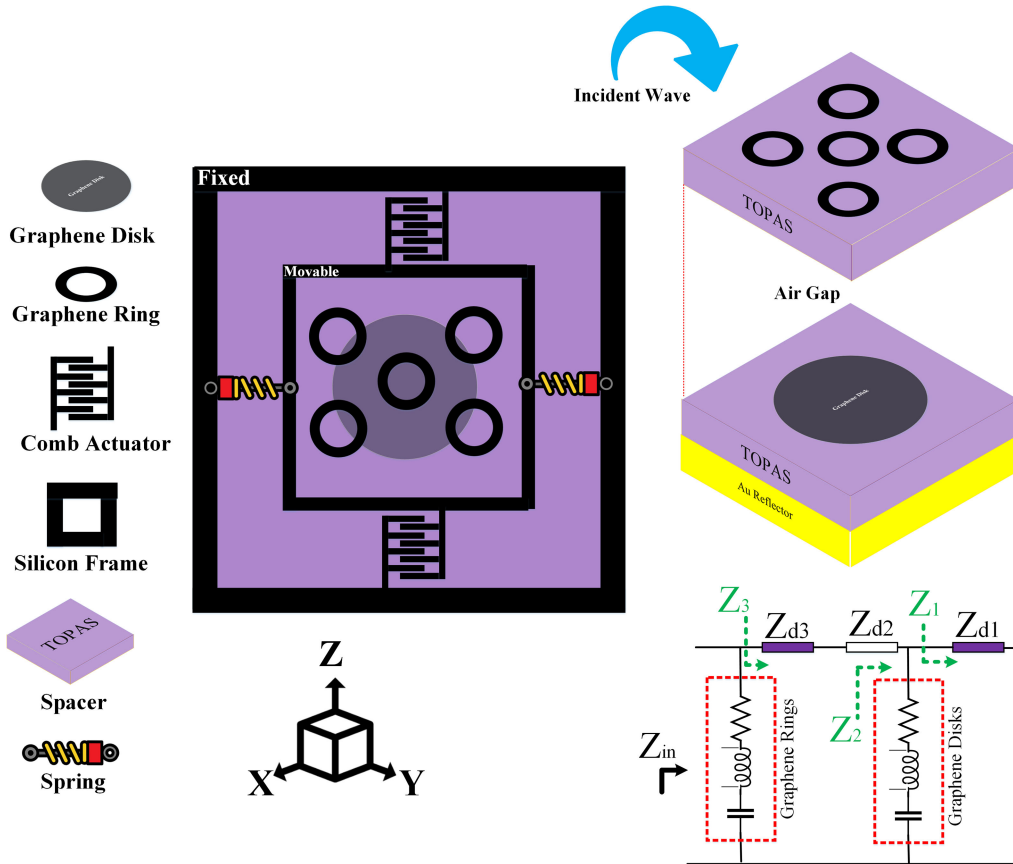 Incident Wave
TOPAS
Air Gap
Graphene Disk
TOPAS
Au Reflector
Graphene Disk
Graphene Disk
Graphene Ring
Comb Actuator
Silicon Frame
TOPAS
Spacer
Spring
Fixed
Movable
Z
X
Y
Z3
Zd3
Zd2
Z1
Zd1
Z2
Zin
Graphene Rings
Graphene Disks